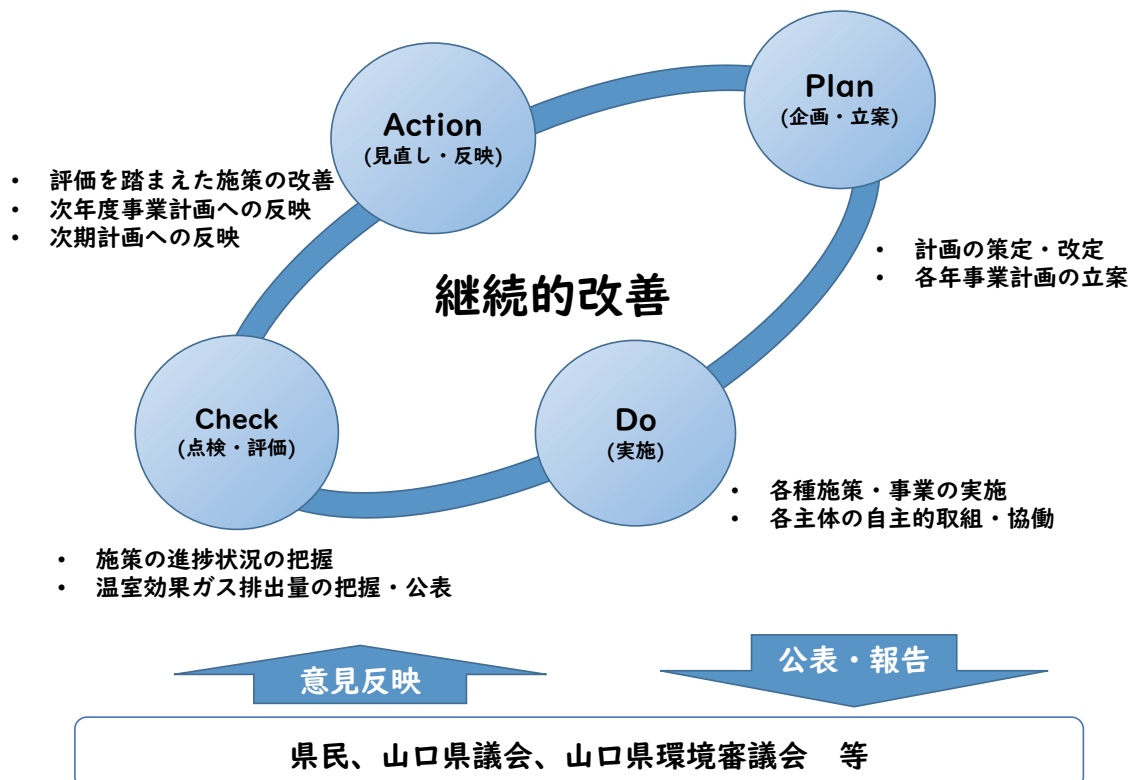 Plan
(企画・立案)
Action
(見直し・反映)
• 評価を踏まえた施策の改善
• 次年度事業計画への反映
• 次期計画への反映
• 計画の策定・改定
• 各年事業計画の立案
継続的改善
Check
(点検・評価)
Do
(実施)
• 各種施策・事業の実施
• 各主体の自主的取組・協働
• 施策の進捗状況の把握
• 温室効果ガス排出量の把握・公表
意見反映
公表・報告
県民、山口県議会、山口県環境審議会　等